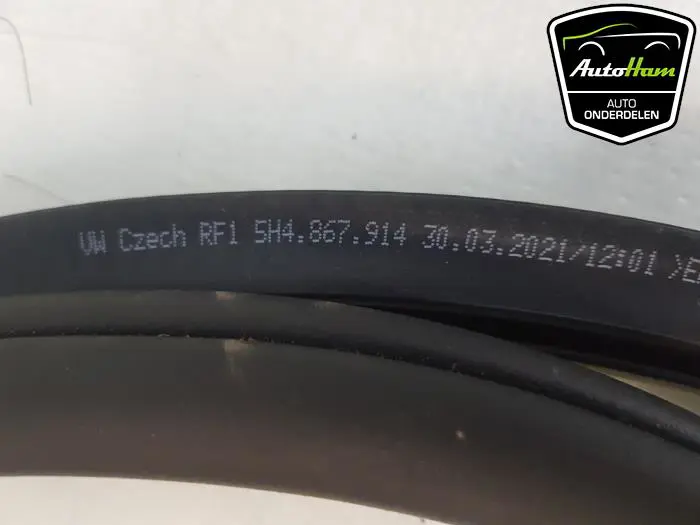 AutoHam
AUTO
ONDERDELEN
VW Czech RF1 5H4.867.914 30.03.2021/12:01 >E